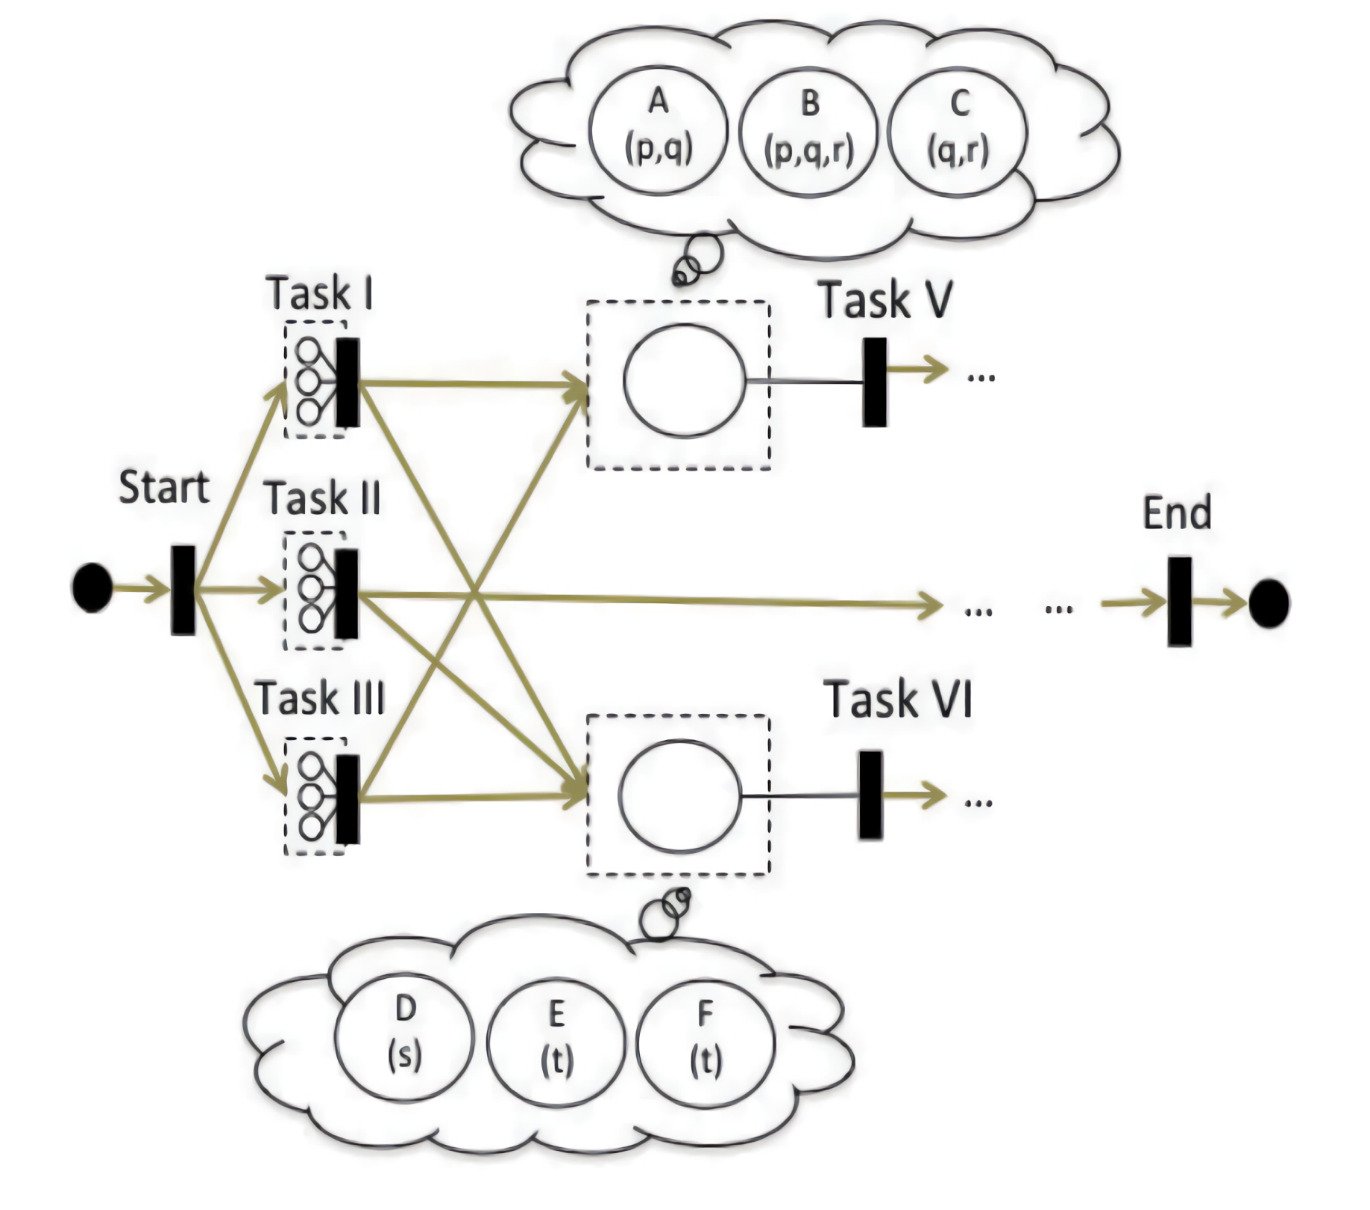 A
(p,q)
B
(p,q,r)
C
(q,r)
Task I
Task V
...
Start
Task II
End
... ...
Task III
Task VI
...
D
(s)
E
(t)
F
(t)